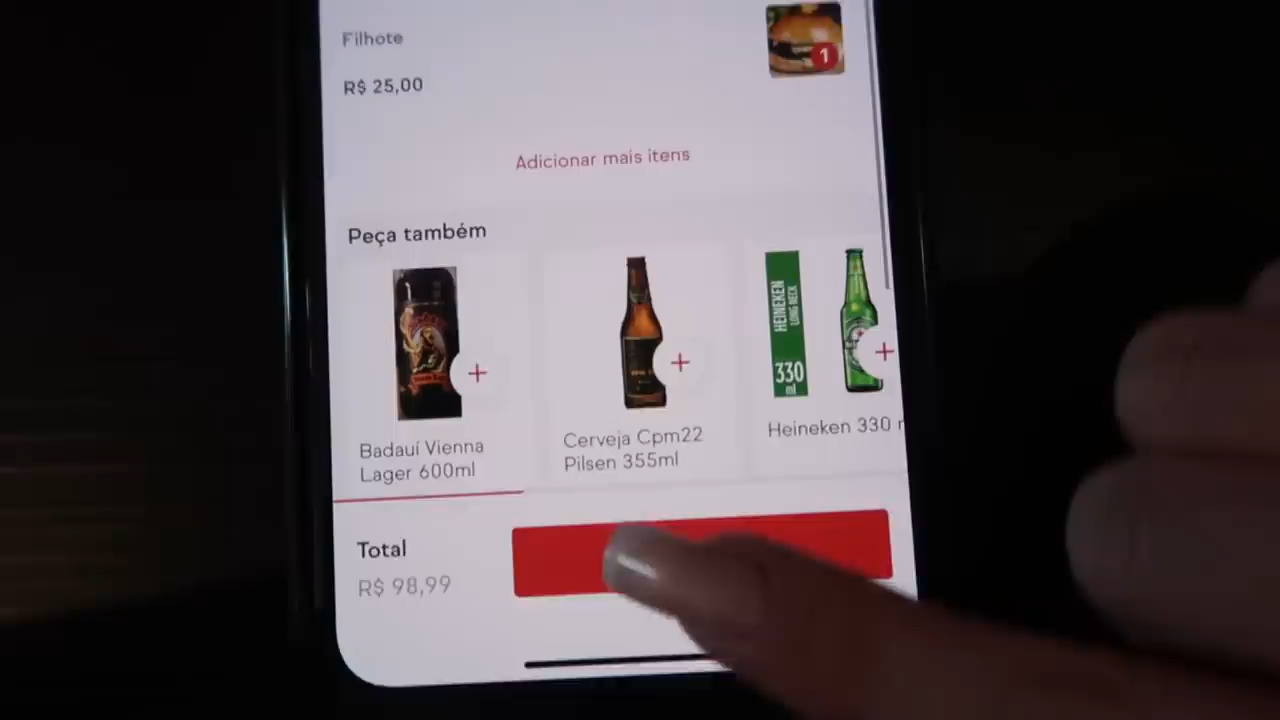 Filhote
1
R$ 25,00
Adicionar mais itens
Peça também
HEINEKEN
LONG NECK
330
ml
Badauí Vienna
Lager 600ml
Cerveja Cpm22
Pilsen 355ml
Heineken 330
Total
R$ 98,99